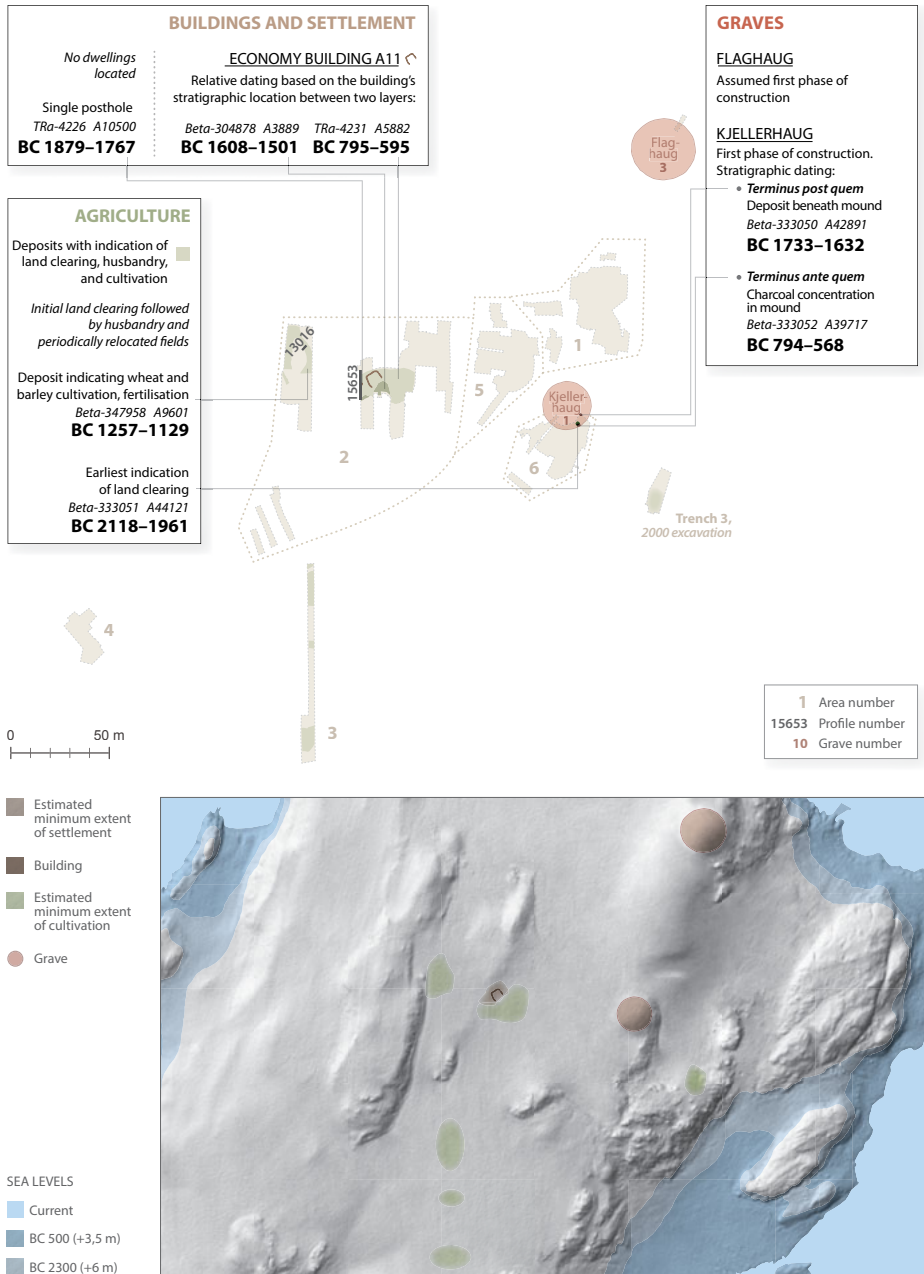 BUILDINGS AND SETTLEMENT
No dwellings
located
Single posthole
TRa-4226 A10500
BC 1879–1767
ECONOMY BUILDING A11
Relative dating based on the building's
stratigraphic location between two layers:
Beta-304878 A3889 TRa-4231 A5882
BC 1608–1501 BC 795–595
GRAVES
FLAGHAUG
Assumed first phase of
construction
KJELLERHAUG
First phase of construction.
Stratigraphic dating:
• Terminus post quem
Deposit beneath mound
Beta-333050 A42891
BC 1733–1632
• Terminus ante quem
Charcoal concentration
in mound
Beta-333052 A39717
BC 794–568
AGRICULTURE
Deposits with indication of
land clearing, husbandry,
and cultivation
Initial land clearing followed
by husbandry and
periodically relocated fields
Deposit indicating wheat and
barley cultivation, fertilisation
Beta-347958 A9601
BC 1257–1129
Earliest indication
of land clearing
Beta-333051 A44121
BC 2118–1961
Flag-
haug
3
13016
15653
1
5
Kjeller-
haug
1
2
6
Trench 3,
2000 excavation
4
3
0 50 m
1 Area number
15653 Profile number
10 Grave number
Estimated
minimum extent
of settlement
Building
Estimated
minimum extent
of cultivation
Grave
SEA LEVELS
Current
BC 500 (+3,5 m)
BC 2300 (+6 m)